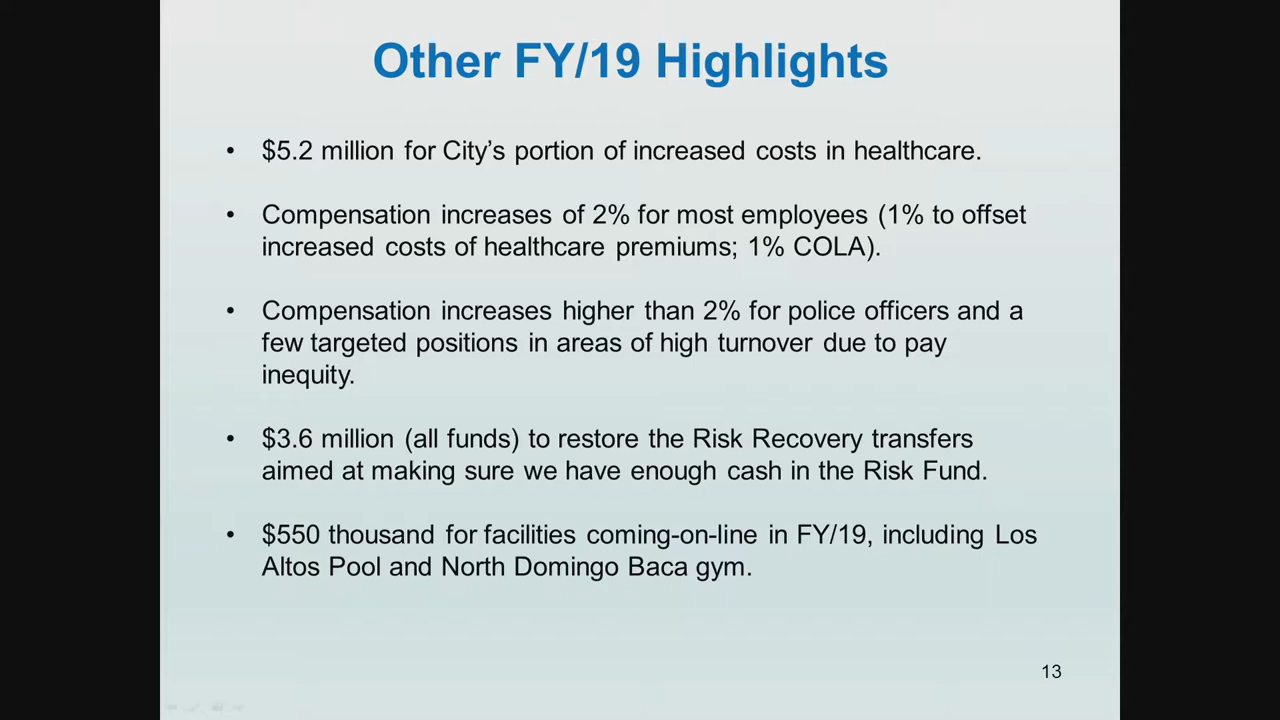 Other FY/19 Highlights
• $5.2 million for City’s portion of increased costs in healthcare.
• Compensation increases of 2% for most employees (1% to offset
increased costs of healthcare premiums; 1% COLA).
• Compensation increases higher than 2% for police officers and a
few targeted positions in areas of high turnover due to pay
inequity.
• $3.6 million (all funds) to restore the Risk Recovery transfers
aimed at making sure we have enough cash in the Risk Fund.
• $550 thousand for facilities coming-on-line in FY/19, including Los
Altos Pool and North Domingo Baca gym.
13